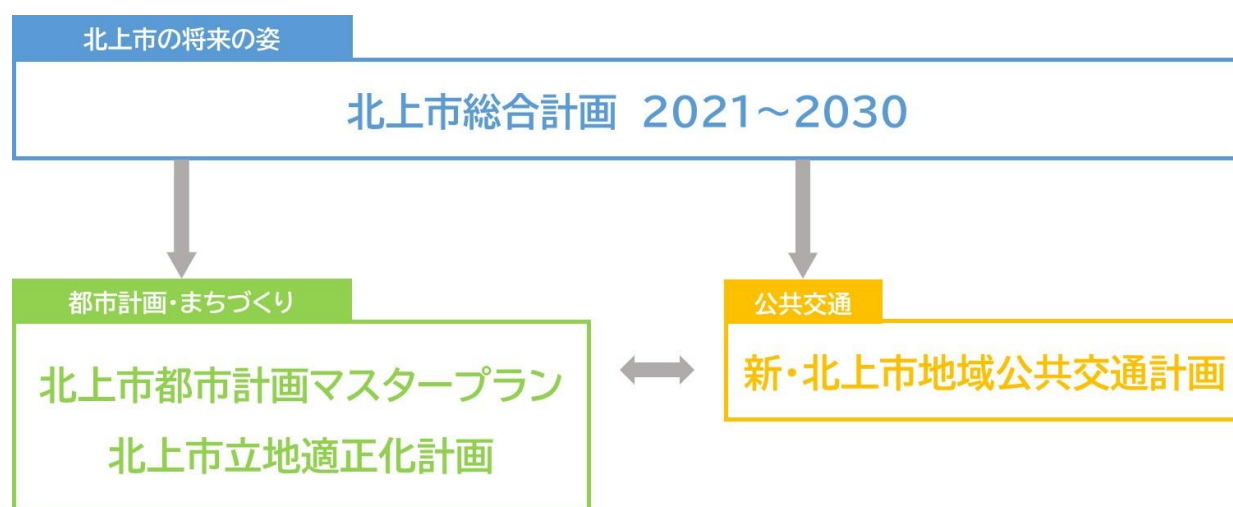 北上市の将来の姿
北上市総合計画 2021～2030
都市計画・まちづくり
北上市都市計画マスタープラン
北上市立地適正化計画
公共交通
新・北上市地域公共交通計画